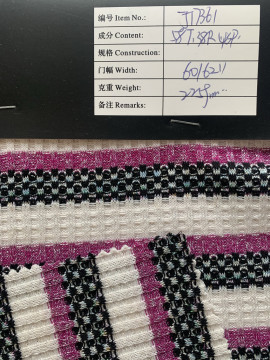 编号 Item No.:
成分 Content:
规格 Construction:
门幅 Width: 60/62"
克重 Weight: 225g/m
备注 Remarks: